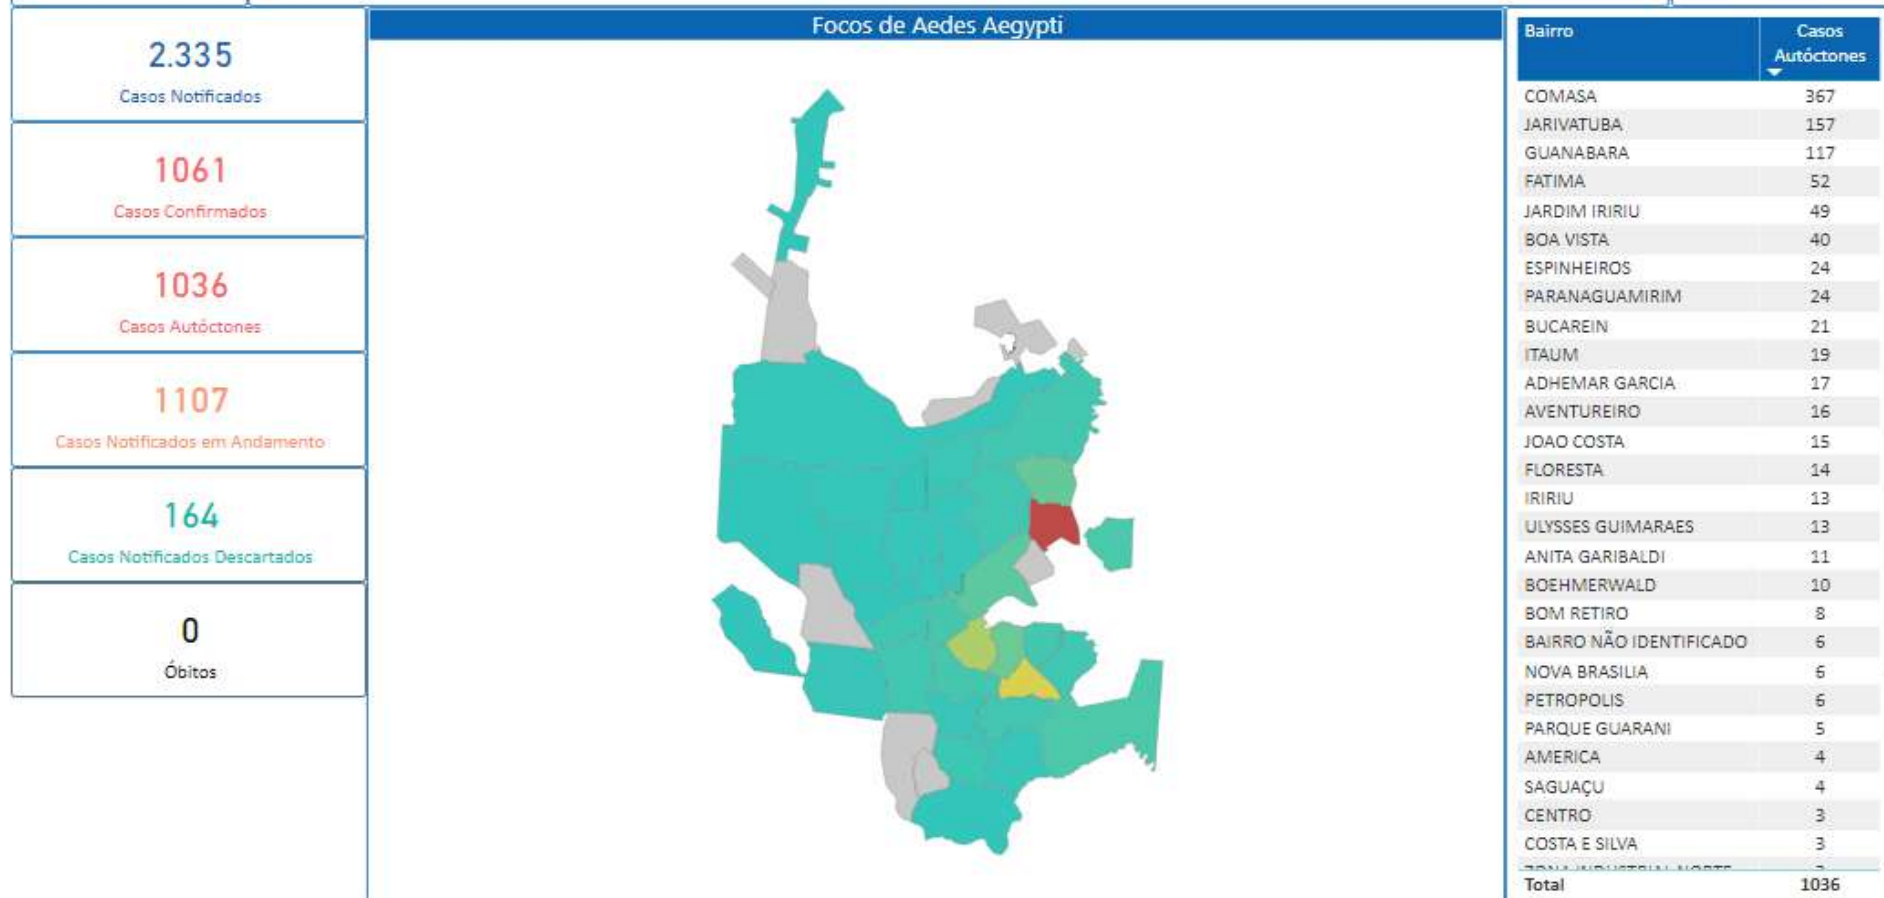 2.335
Casos Notificados
1061
Casos Confirmados
1036
Casos Autóctones
1107
Casos Notificados em Andamento
164
Casos Notificados Descartados
0
Óbitos
Focos de Aedes Aegypti
Bairro Casos Autóctones
COMASA 367
JARIVATUBA 157
GUANABARA 117
FATIMA 52
JARDIM IRIRIU 49
BOA VISTA 40
ESPINHEIROS 24
PARANAGUAMIRIM 24
BUCAREIN 21
ITAUM 19
ADHEMAR GARCIA 17
AVENTUREIRO 16
JOAO COSTA 15
FLORESTA 14
IRIRIU 13
ULYSSES GUIMARAES 13
ANITA GARIBALDI 11
BOEHMERWALD 10
BOM RETIRO 8
BAIRRO NÃO IDENTIFICADO 6
NOVA BRASILIA 6
PETROPOLIS 6
PARQUE GUARANI 5
AMERICA 4
SAGUAÇU 4
CENTRO 3
COSTA E SILVA 3
Total 1036